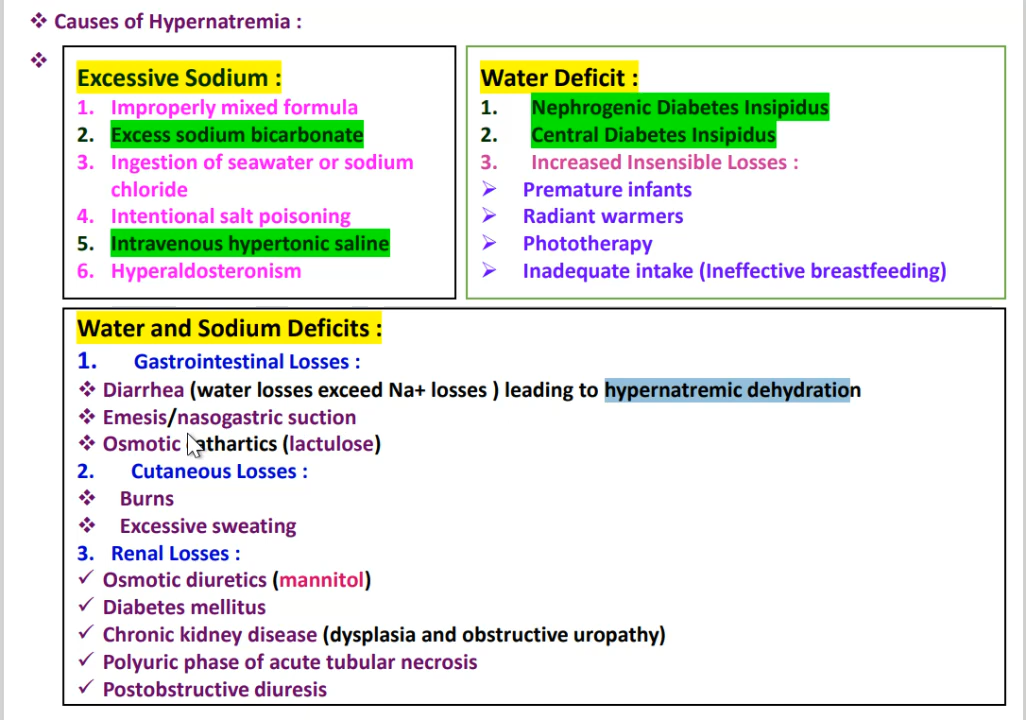 ❖ Causes of Hypernatremia :
❖
Excessive Sodium :
1. Improperly mixed formula
2. Excess sodium bicarbonate
3. Ingestion of seawater or sodium
chloride
4. Intentional salt poisoning
5. Intravenous hypertonic saline
6. Hyperaldosteronism
Water Deficit :
1. Nephrogenic Diabetes Insipidus
2. Central Diabetes Insipidus
3. Increased Insensible Losses :
➢ Premature infants
➢ Radiant warmers
➢ Phototherapy
➢ Inadequate intake (Ineffective breastfeeding)
Water and Sodium Deficits :
1. Gastrointestinal Losses :
❖ Diarrhea (water losses exceed Na+ losses ) leading to hypernatremic dehydration
❖ Emesis/nasogastric suction
❖ Osmotic cathartics (lactulose)
2. Cutaneous Losses :
❖ Burns
❖ Excessive sweating
3. Renal Losses :
✓ Osmotic diuretics (mannitol)
✓ Diabetes mellitus
✓ Chronic kidney disease (dysplasia and obstructive uropathy)
✓ Polyuric phase of acute tubular necrosis
✓ Postobstructive diuresis